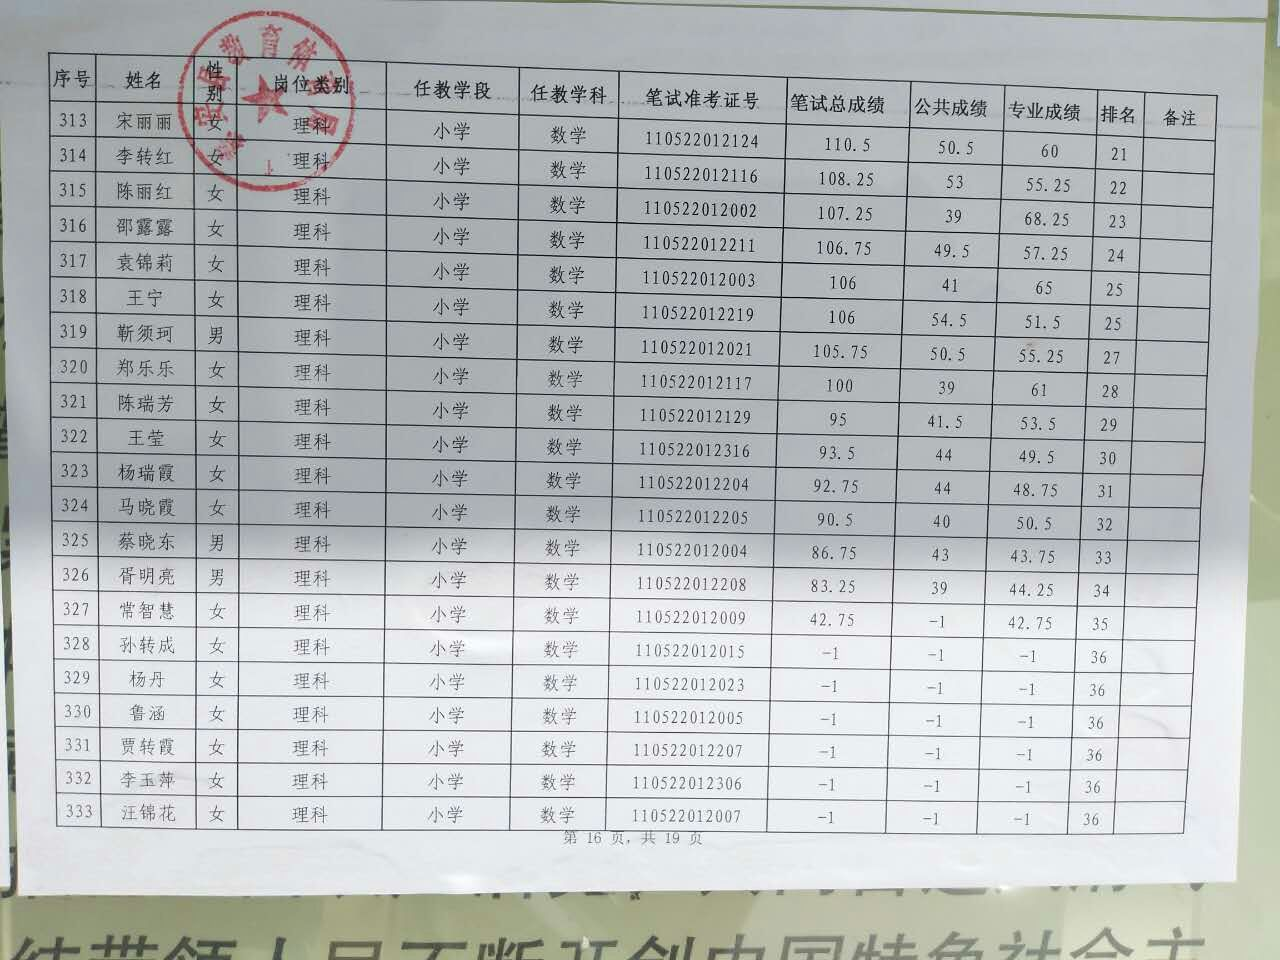 序号 姓名 性别 岗位类别 任教学段 任教学科 笔试准考证号 笔试总成绩 公共成绩 专业成绩 排名 备注
313 宋丽丽 女 理科 小学 数学 110522012124 110.5 50.5 60 21
314 李转红 女 理科 小学 数学 110522012116 108.25 53 55.25 22
315 陈丽红 女 理科 小学 数学 110522012002 107.25 39 68.25 23
316 邵露露 女 理科 小学 数学 110522012211 106.75 49.5 57.25 24
317 袁锦莉 女 理科 小学 数学 110522012003 106 41 65 25
318 王宁 女 理科 小学 数学 110522012219 106 54.5 51.5 25
319 靳须珂 男 理科 小学 数学 110522012021 105.75 50.5 55.25 27
320 郑乐乐 女 理科 小学 数学 110522012117 100 39 61 28
321 陈瑞芳 女 理科 小学 数学 110522012129 95 41.5 53.5 29
322 王莹 女 理科 小学 数学 110522012316 93.5 44 49.5 30
323 杨瑞霞 女 理科 小学 数学 110522012204 92.75 44 48.75 31
324 马晓霞 女 理科 小学 数学 110522012205 90.5 40 50.5 32
325 蔡晓东 男 理科 小学 数学 110522012004 86.75 43 43.75 33
326 胥明亮 男 理科 小学 数学 110522012208 83.25 39 44.25 34
327 常智慧 女 理科 小学 数学 110522012009 42.75 -1 42.75 35
328 孙转成 女 理科 小学 数学 110522012015 -1 -1 -1 36
329 杨丹 女 理科 小学 数学 110522012023 -1 -1 -1 36
330 鲁涵 女 理科 小学 数学 110522012005 -1 -1 -1 36
331 贾转霞 女 理科 小学 数学 110522012207 -1 -1 -1 36
332 李玉萍 女 理科 小学 数学 110522012306 -1 -1 -1 36
333 汪锦花 女 理科 小学 数学 110522012007 -1 -1 -1 36
第 16 页，共 19 页
教育体
结带领人民不断开创中国特色社会主